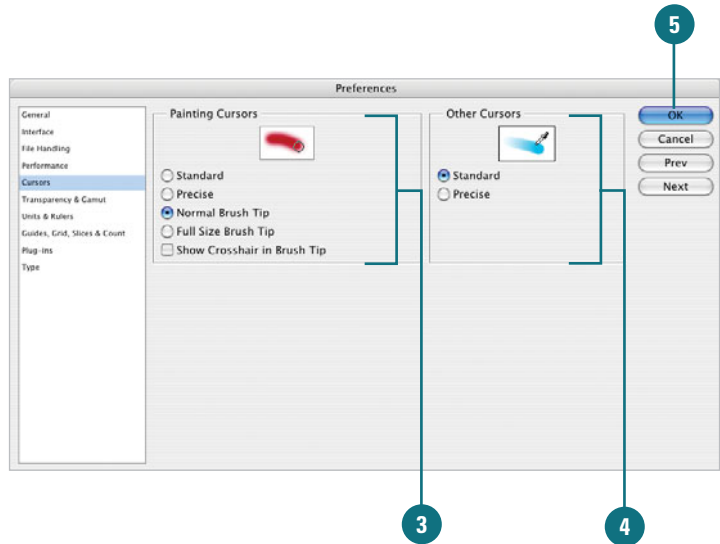 5
Preferences
General
Interface
File Handling
Performance
Cursors
Transparency & Gamut
Units & Rulers
Guides, Grid, Slices & Count
Plug-Ins
Type
Painting Cursors
Standard
Precise
Normal Brush Tip
Full Size Brush Tip
Show Crosshair in Brush Tip
Other Cursors
Standard
Precise
OK
Cancel
Prev
Next
3
4